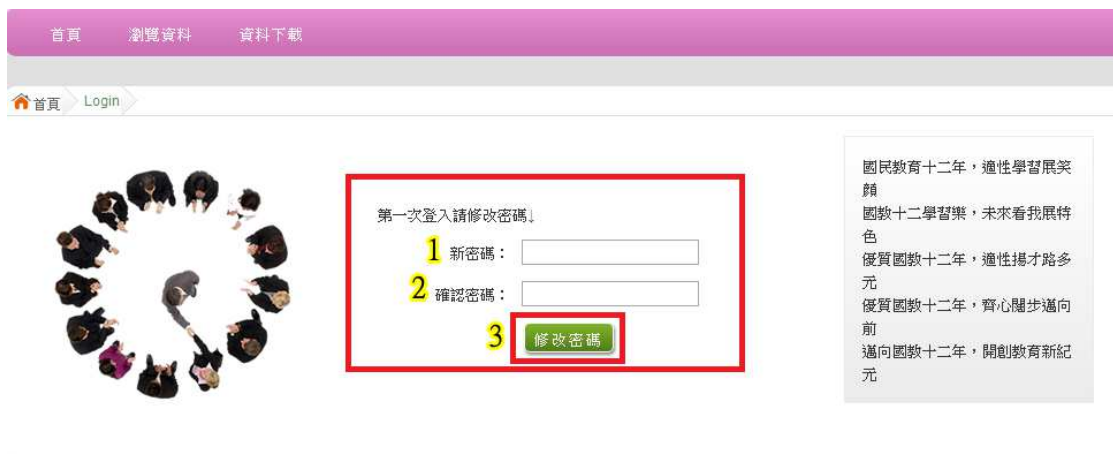 首頁 瀏覽資料 資料下載
首頁 Login
第一次登入請修改密碼↓
1 新密碼：
2 確認密碼：
3 修改密碼
國民教育十二年，適性學習展笑
顏
國教十二學習樂，未來看我展特
色
優質國教十二年，適性揚才路多
元
優質國教十二年，齊心闊步邁向
前
邁向國教十二年，開創教育新紀
元